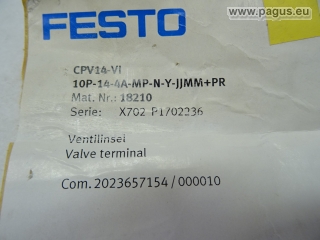 www.pagus.eu
FESTO
CPV14-VI
10P-14-4A-MP-N-Y-JJMM+PR
Mat. Nr.: 18210
Serie: X702 P1702236
Ventilinsel
Valve terminal
Com. 2023657154/000010